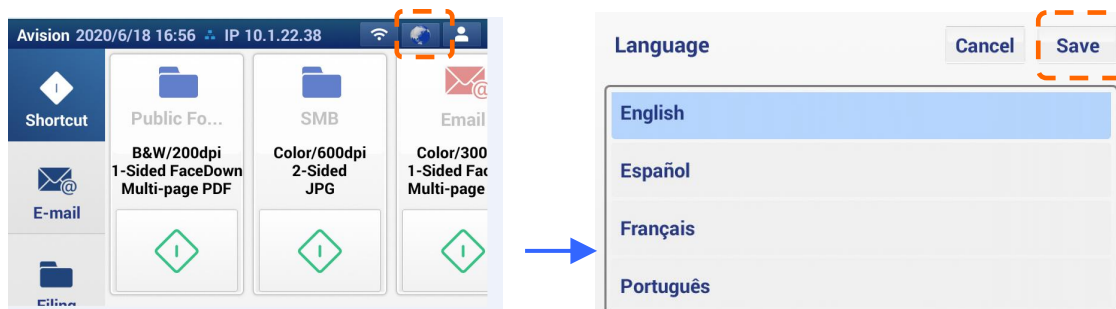 Avision 2020/6/18 16:56 IP 10.1.22.38
Shortcut
E-mail
Filing
Public Fo...
B&W/200dpi
1-Sided FaceDown
Multi-page PDF
SMB
Color/600dpi
2-Sided
JPG
Email
Color/300
1-Sided Fac
Multi-page
Language
Cancel
Save
English
Español
Français
Português